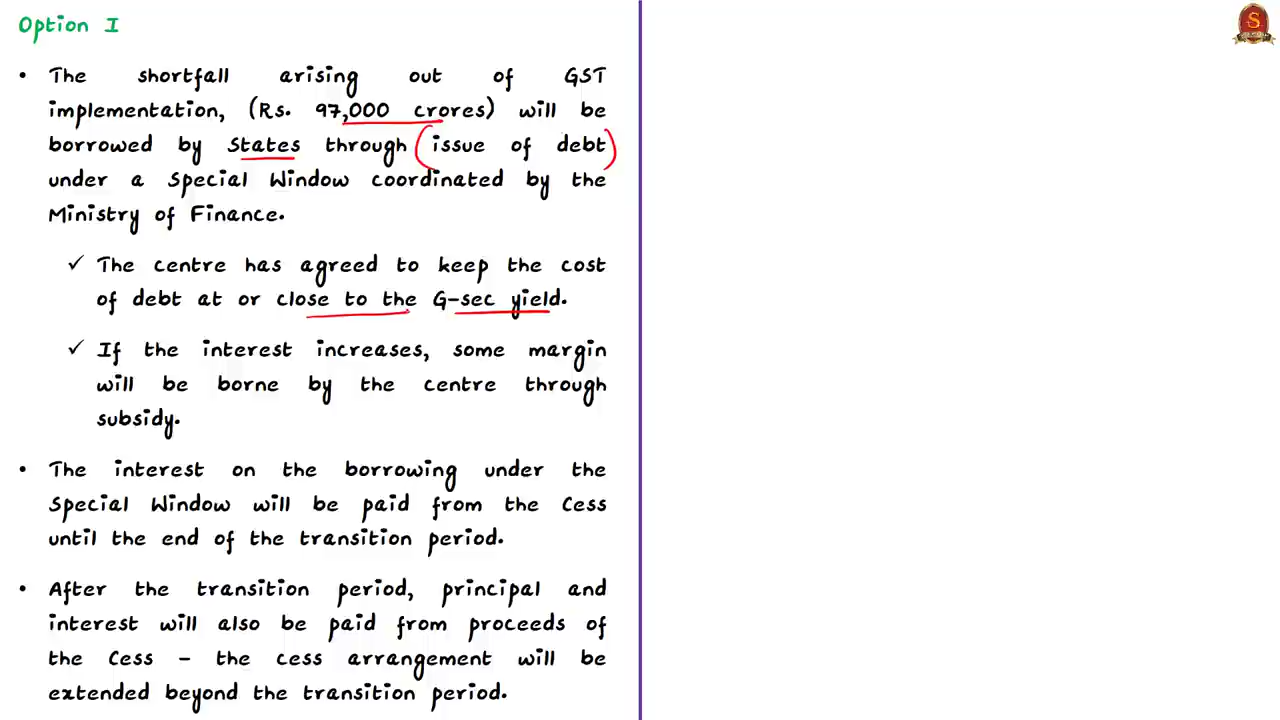 Option I
• The shortfall arising out of GST
implementation, (Rs. 97,000 crores) will be
borrowed by States through (issue of debt)
under a Special Window coordinated by the
Ministry of Finance.
✓ The centre has agreed to keep the cost
of debt at or close to the G-sec yield.
✓ If the interest increases, some margin
will be borne by the centre through
subsidy.
• The interest on the borrowing under the
Special Window will be paid from the Cess
until the end of the transition period.
• After the transition period, principal and
interest will also be paid from proceeds of
the Cess – the cess arrangement will be
extended beyond the transition period.
S